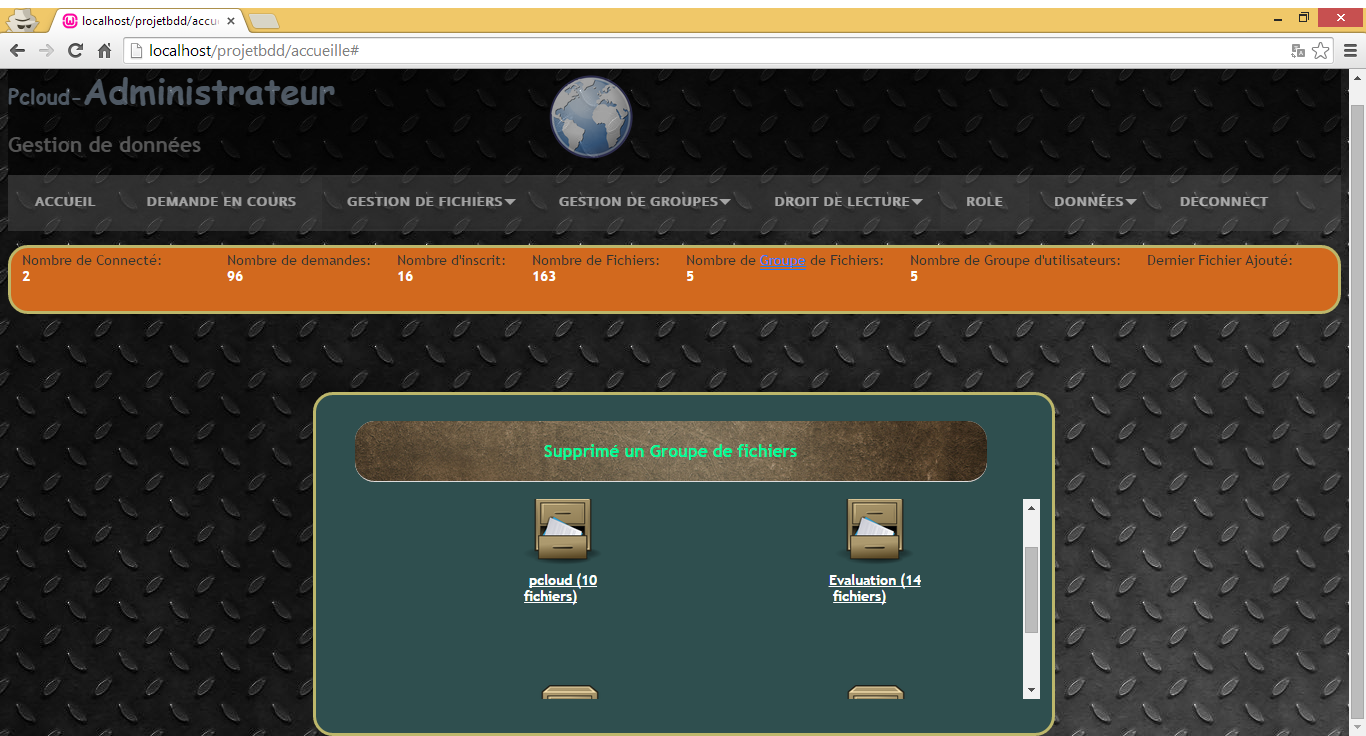 localhost/projetbdd/accu
localhost/projetbdd/accueille#
Pcloud-Administrateur
Gestion de données
ACCUEIL DEMANDE EN COURS GESTION DE FICHIERS GESTION DE GROUPES DROIT DE LECTURE ROLE DONNÉES DECONNECT
Nombre de Connecté: Nombre de demandes: Nombre d'inscrit: Nombre de Fichiers: Nombre de Groupe de Fichiers: Nombre de Groupe d'utilisateurs: Dernier Fichier Ajouté:
2 96 16 163 5 5
Supprimé un Groupe de fichiers
pcloud (10 Evaluation (14
fichiers) fichiers)